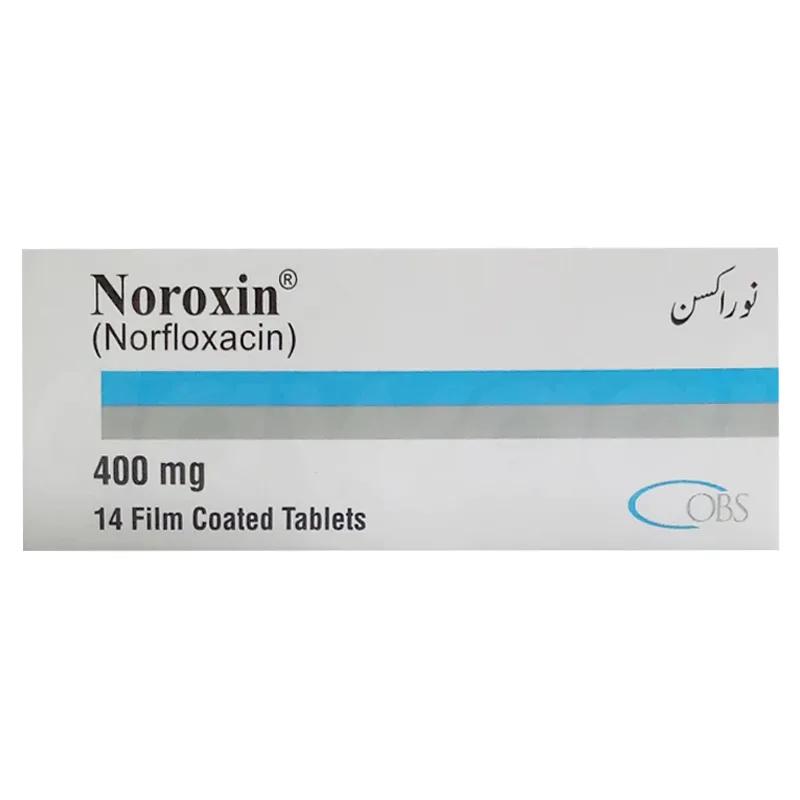 Noroxin®
(Norfloxacin)
نوراکسن
400 mg
14 Film Coated Tablets
OBS